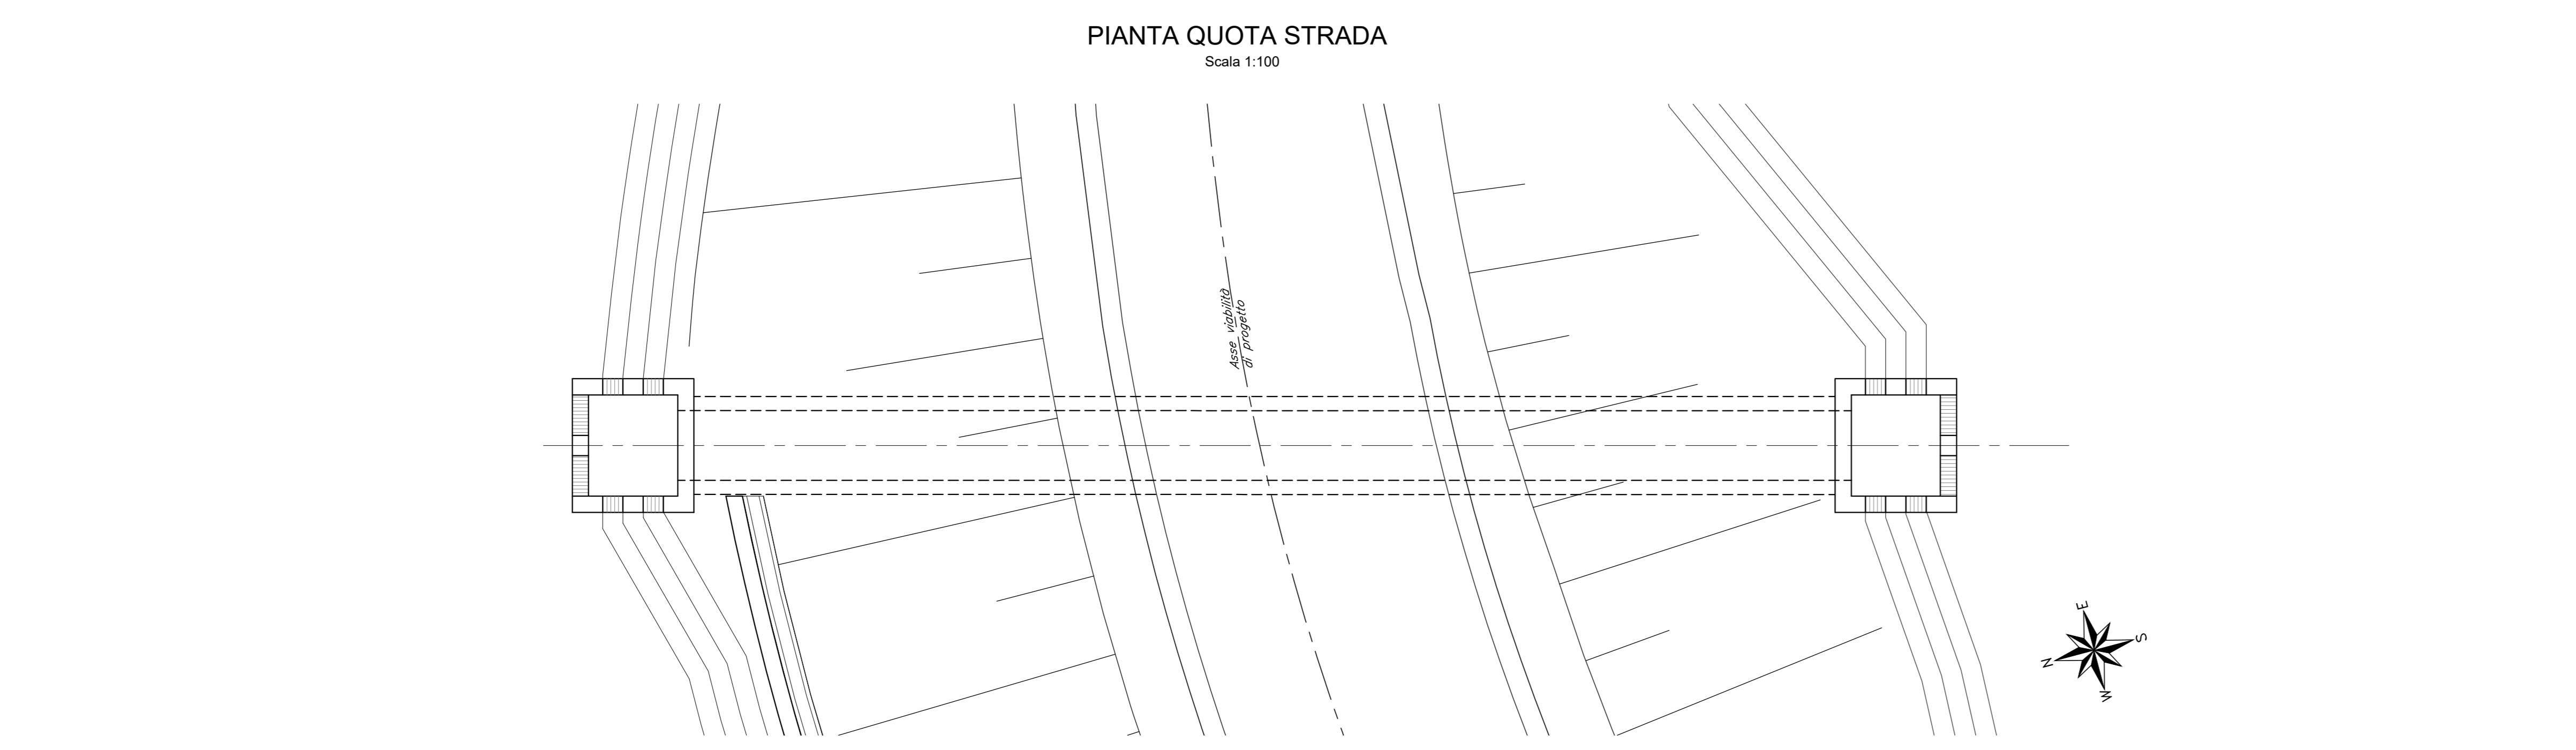 PIANTA QUOTA STRADA
Scala 1:100
Asse viabilità
di progetto
E
S
N
W